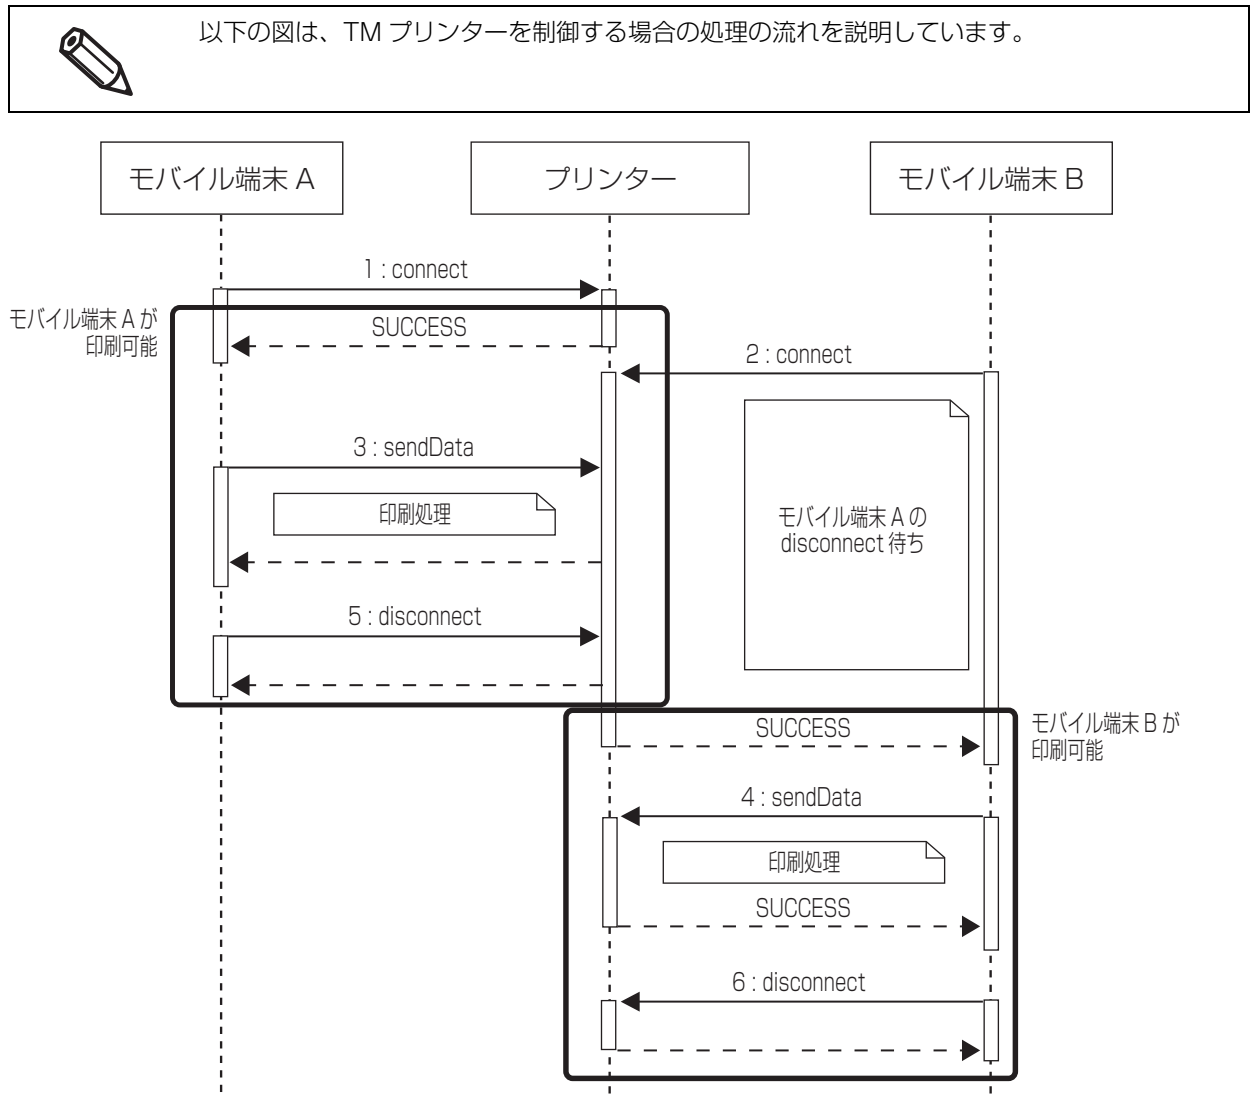 以下の図は、TM プリンターを制御する場合の処理の流れを説明しています。
モバイル端末 A
プリンター
モバイル端末 B
1 : connect
モバイル端末 A が
印刷可能
SUCCESS
2 : connect
3 : sendData
印刷処理
モバイル端末 A の
disconnect 待ち
5 : disconnect
SUCCESS
モバイル端末 B が
印刷可能
4 : sendData
印刷処理
SUCCESS
6 : disconnect